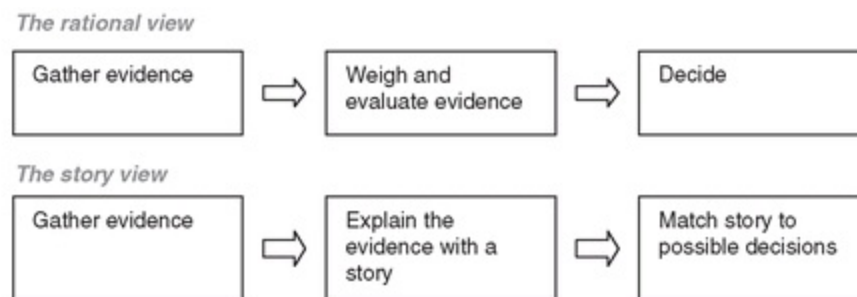 The rational view
Gather evidence
Weigh and
evaluate evidence
Decide
The story view
Gather evidence
Explain the
evidence with a
story
Match story to
possible decisions